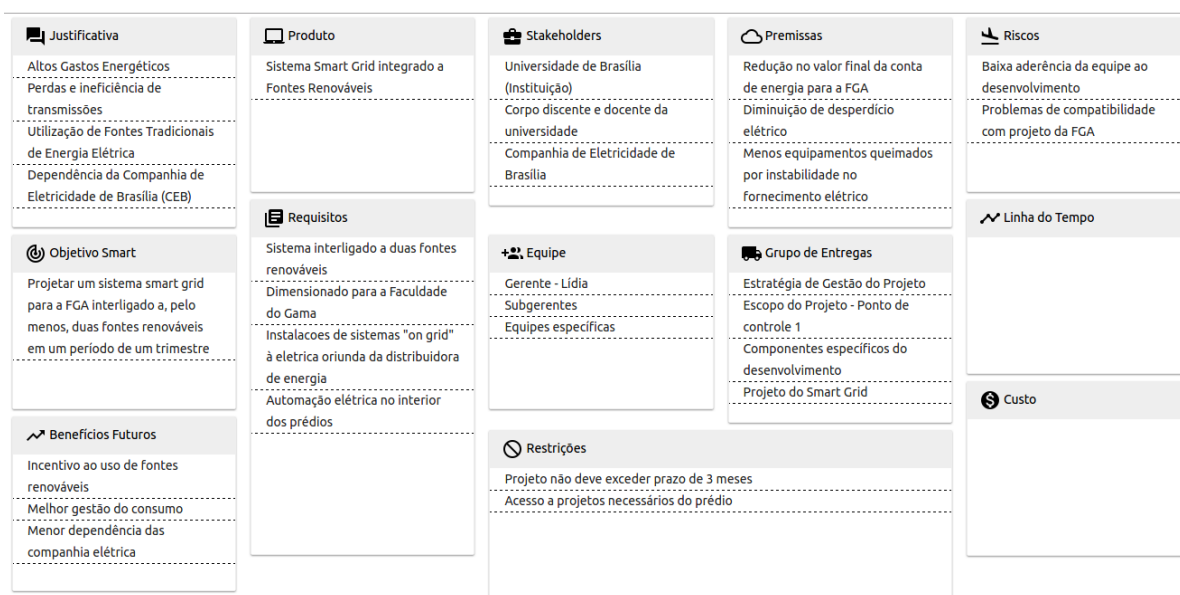 Justificativa
Altos Gastos Energéticos
Perdas e ineficiência de
transmissões
Utilização de Fontes Tradicionais
de Energia Elétrica
Dependência da Companhia de
Eletricidade de Brasília (CEB)
Objetivo Smart
Projetar um sistema smart grid
para a FGA interligado a, pelo
menos, duas fontes renováveis
em um período de um trimestre
Benefícios Futuros
Incentivo ao uso de fontes
renováveis
Melhor gestão do consumo
Menor dependência das
companhia elétrica
Produto
Sistema Smart Grid integrado a
Fontes Renováveis
Requisitos
Sistema interligado a duas fontes
renováveis
Dimensionado para a Faculdade
do Gama
Instalacoes de sistemas "on grid"
à eletrica oriunda da distribuidora
de energia
Automação elétrica no interior
dos prédios
Stakeholders
Universidade de Brasília
(Instituição)
Corpo discente e docente da
universidade
Companhia de Eletricidade de
Brasília
Equipe
Gerente - Lídia
Subgerentes
Equipes específicas
Premissas
Redução no valor final da conta
de energia para a FGA
Diminuição de desperdício
elétrico
Menos equipamentos queimados
por instabilidade no
fornecimento elétrico
Grupo de Entregas
Estratégia de Gestão do Projeto
Escopo do Projeto - Ponto de
controle 1
Componentes específicos do
desenvolvimento
Projeto do Smart Grid
Restrições
Projeto não deve exceder prazo de 3 meses
Acesso a projetos necessários do prédio
Riscos
Baixa aderência da equipe ao
desenvolvimento
Problemas de compatibilidade
com projeto da FGA
Linha do Tempo
Custo